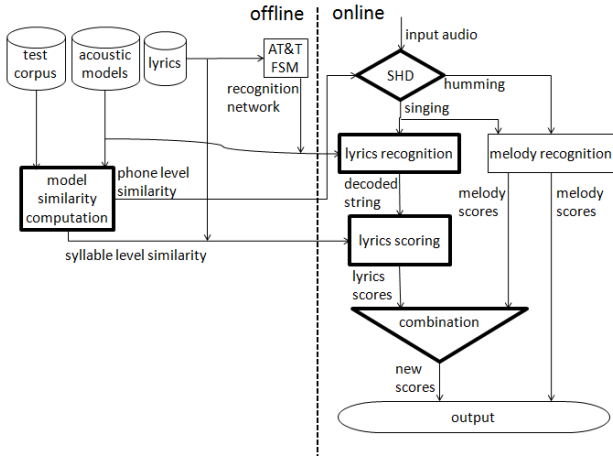 offline
online
test
corpus
acoustic
models
lyrics
AT&T
FSM
recognition
network
input audio
SHD
humming
singing
lyrics recognition
melody recognition
model
similarity
computation
phone level
similarity
decoded
string
melody
scores
melody
scores
syllable level similarity
lyrics scoring
lyrics
scores
combination
new
scores
output